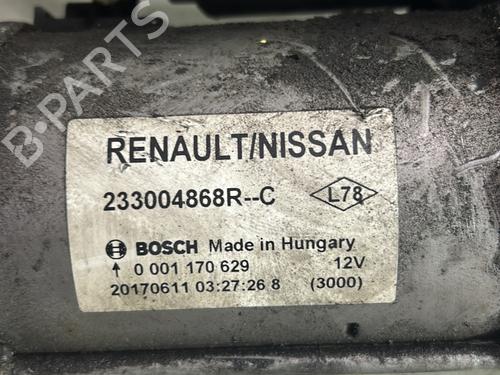 B-PARTS
RENAULT/NISSAN
233004868R--C L78
BOSCH Made in Hungary
0 001 170 629 12V
20170611 03:27:26 8 (3000)